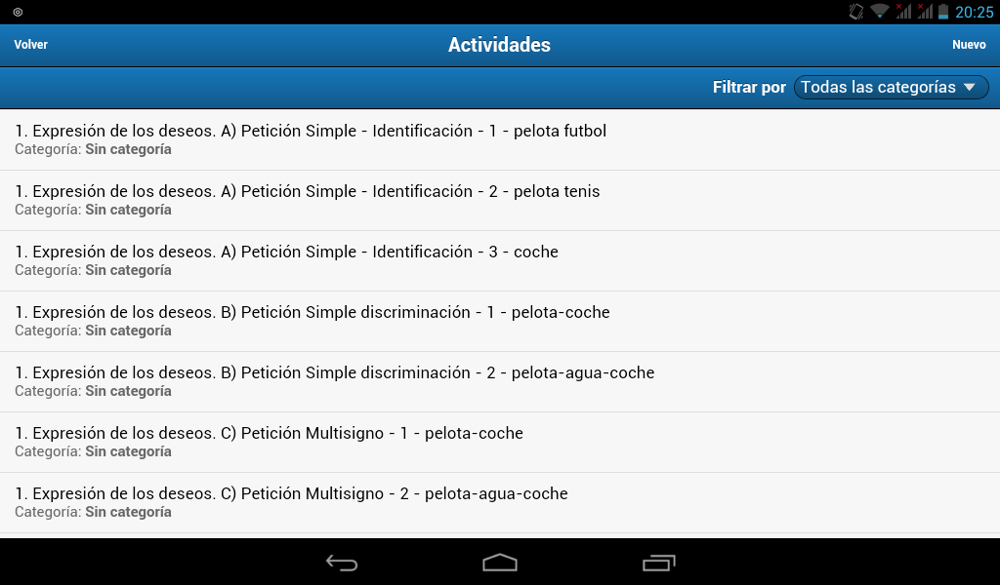 20:25
Volver
Actividades
Nuevo
Filtrar por
Todas las categorías
1. Expresión de los deseos. A) Petición Simple - Identificación - 1 - pelota futbol
Categoría: Sin categoría
1. Expresión de los deseos. A) Petición Simple - Identificación - 2 - pelota tenis
Categoría: Sin categoría
1. Expresión de los deseos. A) Petición Simple - Identificación - 3 - coche
Categoría: Sin categoría
1. Expresión de los deseos. B) Petición Simple discriminación - 1 - pelota-coche
Categoría: Sin categoría
1. Expresión de los deseos. B) Petición Simple discriminación - 2 - pelota-agua-coche
Categoría: Sin categoría
1. Expresión de los deseos. C) Petición Multisigno - 1 - pelota-coche
Categoría: Sin categoría
1. Expresión de los deseos. C) Petición Multisigno - 2 - pelota-agua-coche
Categoría: Sin categoría